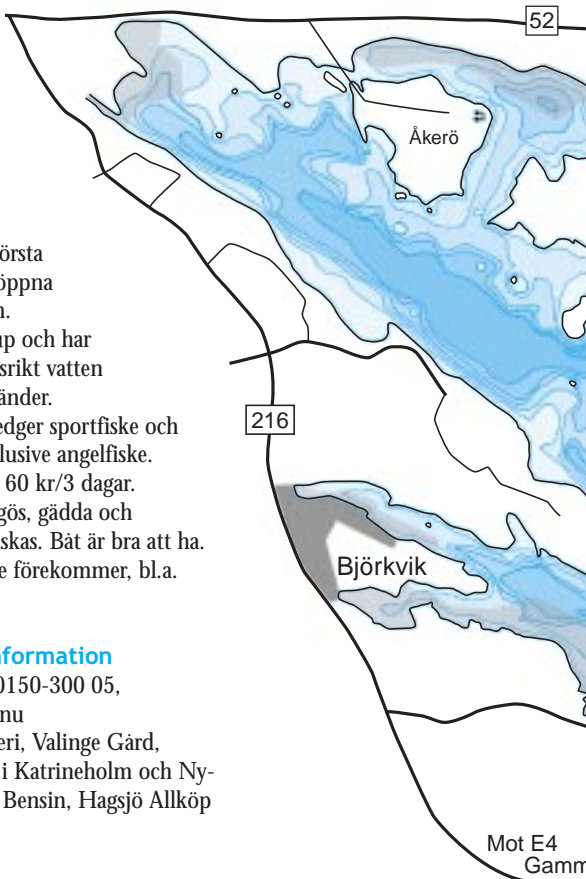 52
Åkerö
örsta
öppna
n.
up och har
srikt vatten
änder.
edger sportfiske och
lusive angelfiske.
60 kr/3 dagar.
gös, gädda och
skas. Båt är bra att ha.
e förekommer, bl.a.
216
Björkvik
nformation
0150-300 05,
nu
eri, Valinge Gård,
i Katrineholm och Ny-
Bensin, Hagsjö Allköp
Mot E4
Gamm